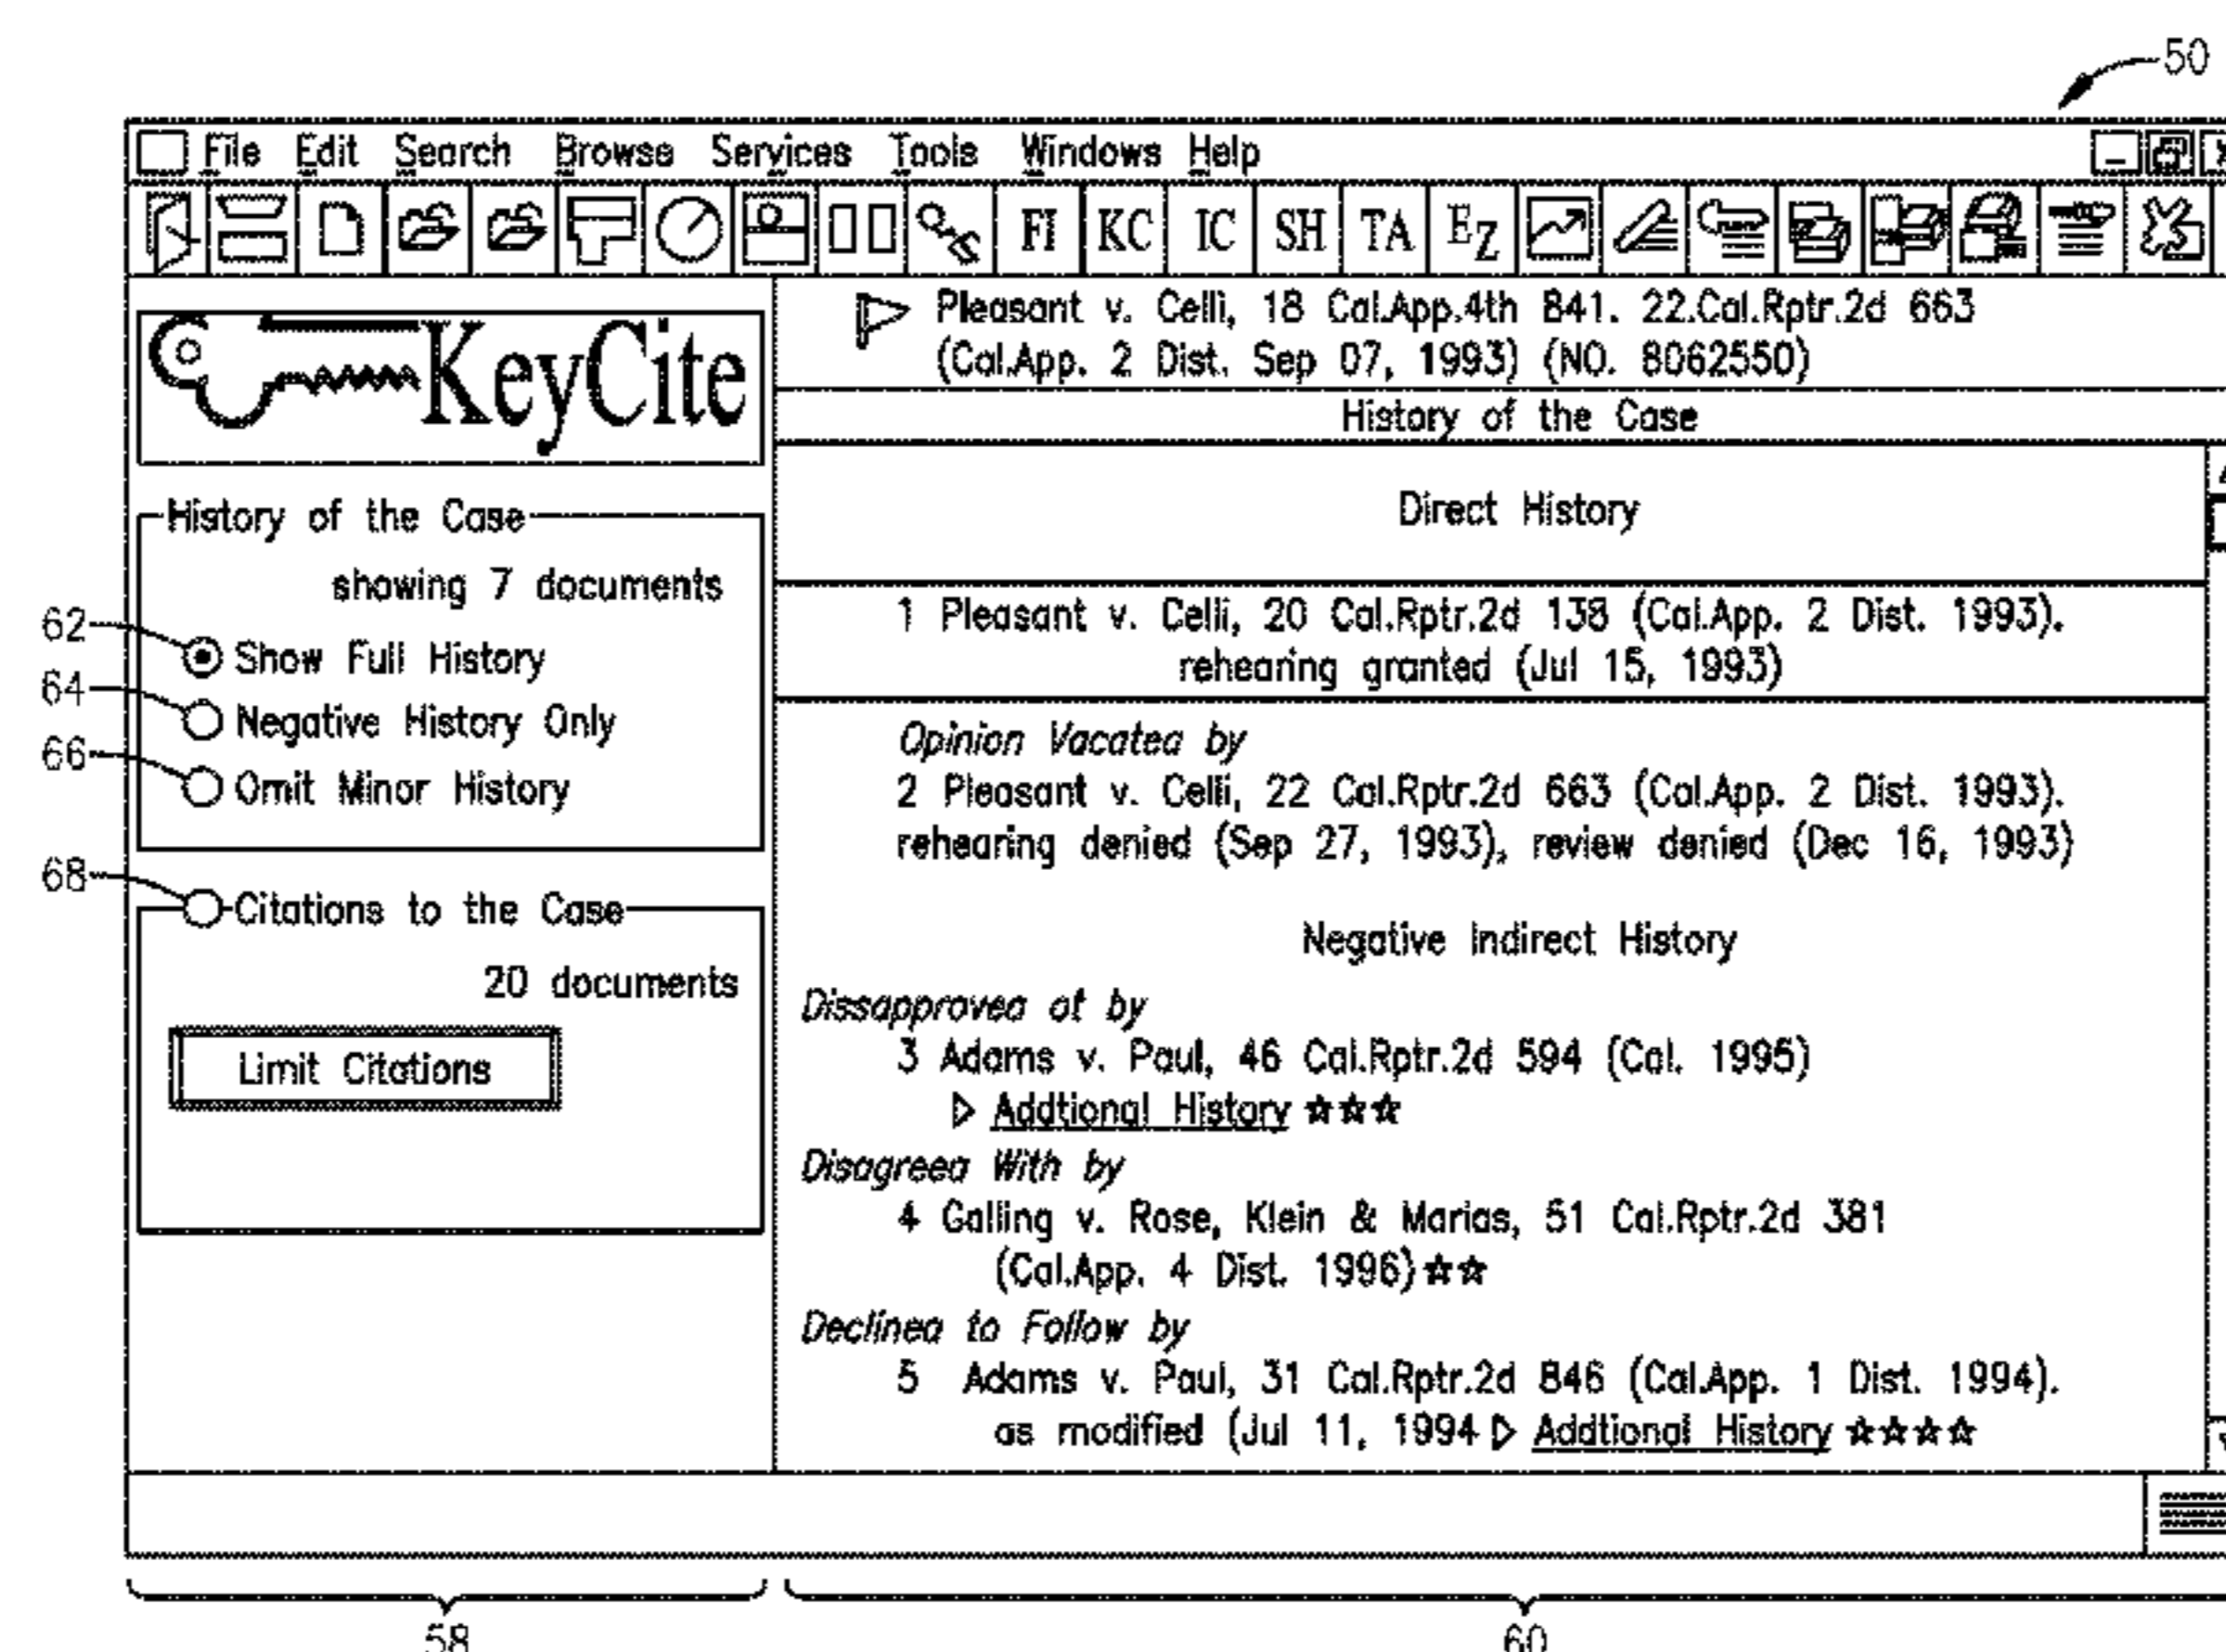 50
File Edit Search Browse Services Tools Windows Help
FI KC IC SH TA EZ
KeyCite
Pleasant v. Celli, 18 Cal.App.4th 841. 22.Cal.Rptr.2d 663
(Cal.App. 2 Dist. Sep 07, 1993) (NO. 8062550)
History of the Case
Direct History
History of the Case
showing 7 documents
62
Show Full History
64
Negative History Only
66
Omit Minor History
68
Citations to the Case
20 documents
Limit Citations
1 Pleasant v. Celli, 20 Cal.Rptr.2d 138 (Cal.App. 2 Dist. 1993).
rehearing granted (Jul 15, 1993)
Opinion Vacated by
2 Pleasant v. Celli, 22 Cal.Rptr.2d 663 (Cal.App. 2 Dist. 1993).
rehearing denied (Sep 27, 1993), review denied (Dec 16, 1993)
Negative Indirect History
Dissapproved of by
3 Adams v. Paul, 46 Cal.Rptr.2d 594 (Cal. 1995)
Addtional History ☆☆☆
Disagreed With by
4 Galling v. Rose, Klein & Marias, 51 Cal.Rptr.2d 381
(Cal.App. 4 Dist. 1996) ☆☆
Declined to Follow by
5 Adams v. Paul, 31 Cal.Rptr.2d 846 (Cal.App. 1 Dist. 1994).
as modified (Jul 11, 1994 Addtional History ☆☆☆☆
58
60